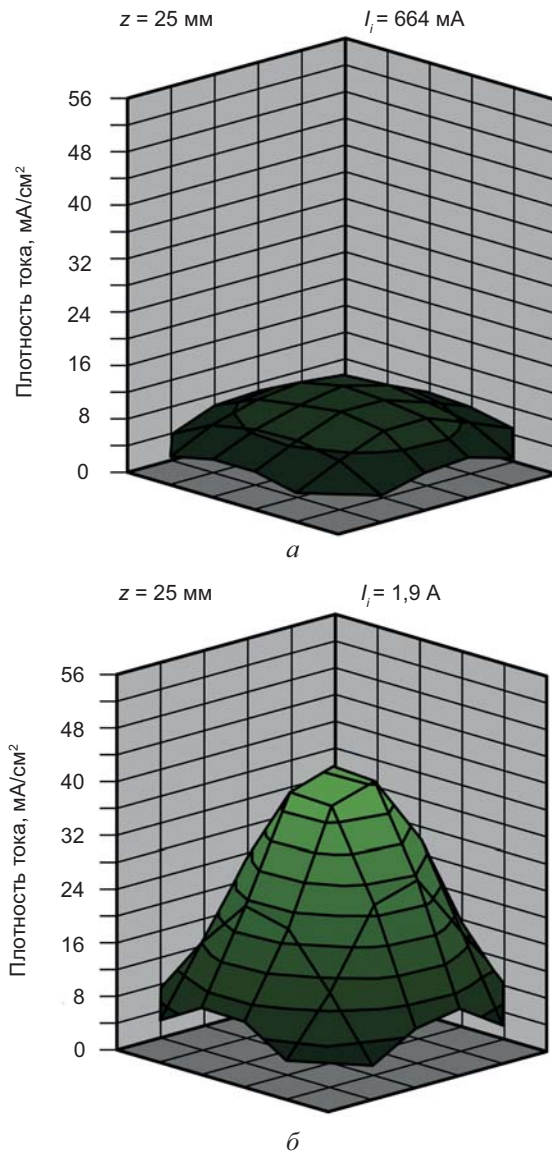 z = 25 мм I_i = 664 мА
56
48
40
32
24
16
8
0
Плотность тока, мА/см²
а
z = 25 мм I_i = 1,9 А
56
48
40
32
24
16
8
0
Плотность тока, мА/см²
б